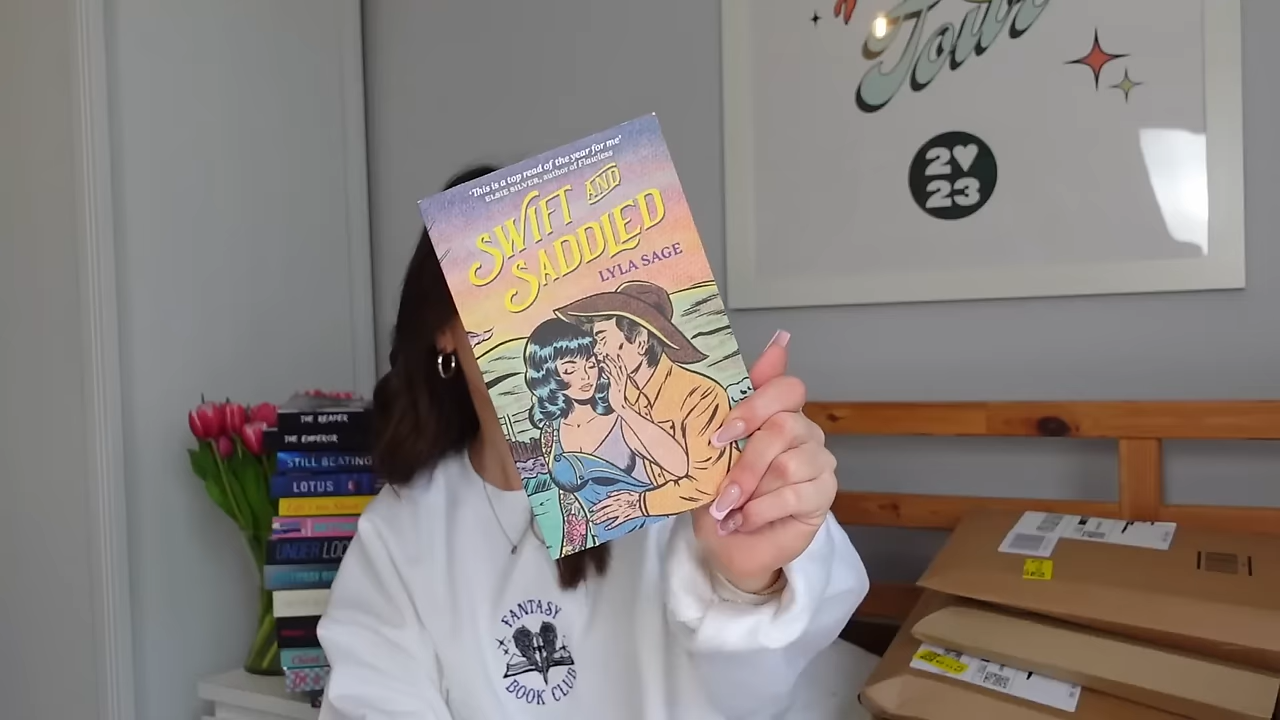 Tour
2♥
23
'This is a top read of the year for me'
ELSIE SILVER, author of Flawless
SWIFT AND
SADDLED
LYLA SAGE
THE REAPER
THE EMPEROR
STILL BEATING
LOTUS
UNDER LOC
FANTASY
BOOK CLUB